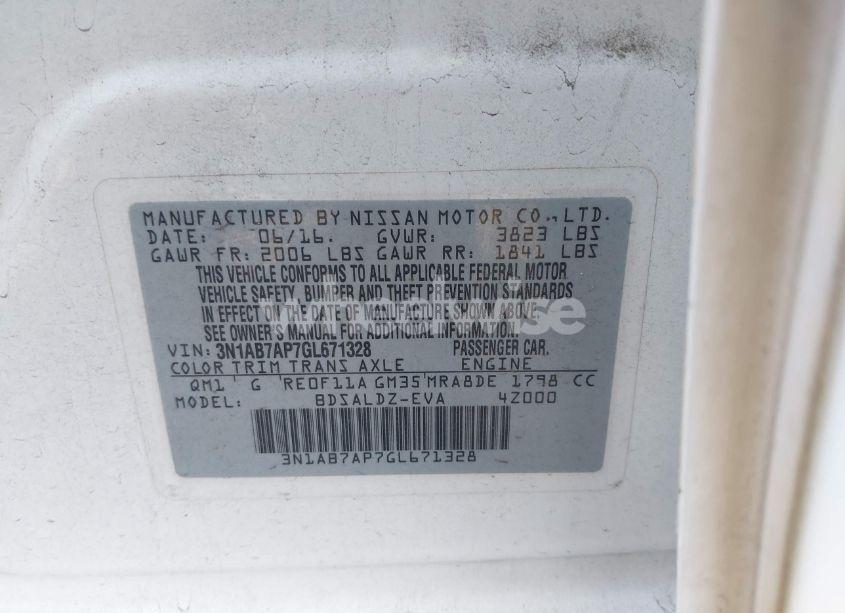 MANUFACTURED BY NISSAN MOTOR CO., LTD.
DATE: 06/16. GVWR: 3823 LBS
GAWR FR: 2006 LBS GAWR RR: 1841 LBS
THIS VEHICLE CONFORMS TO ALL APPLICABLE FEDERAL MOTOR
VEHICLE SAFETY, BUMPER AND THEFT PREVENTION STANDARDS
IN EFFECT ON THE DATE OF MANUFACTURE SHOWN ABOVE.
SEE OWNER'S MANUAL FOR ADDITIONAL INFORMATION.
VIN: 3N1AB7AP7GL671328 PASSENGER CAR.
COLOR TRIM TRANS AXLE ENGINE
QM1 G RE0F11A GM35 MRA8DE 1798 CC
MODEL: BDSALDZ-EVA 4Z000
3N1AB7AP7GL671328